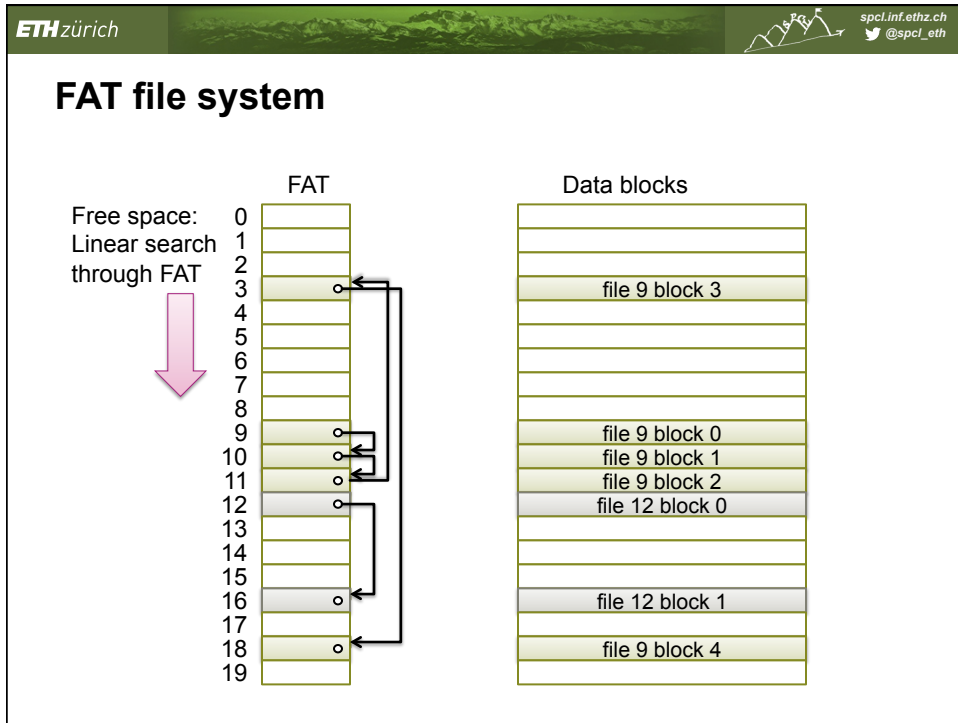 ETH zürich
spcl.inf.ethz.ch
@spcl_eth
FAT file system
FAT
Data blocks
Free space:
Linear search
through FAT
0
1
2
3
file 9 block 3
4
5
6
7
8
9
file 9 block 0
10
file 9 block 1
11
file 9 block 2
12
file 12 block 0
13
14
15
16
file 12 block 1
17
18
file 9 block 4
19